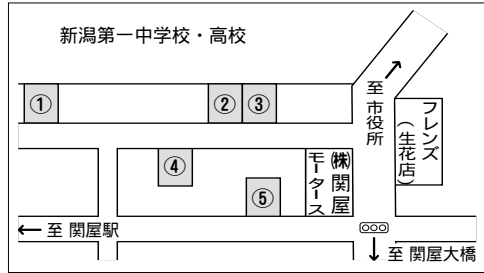 新潟第一中学校・高校
①
②
③
④
⑤
至 市役所
フレンズ
(生花店)
㈱関屋
モータース
← 至 関屋駅
至 関屋大橋